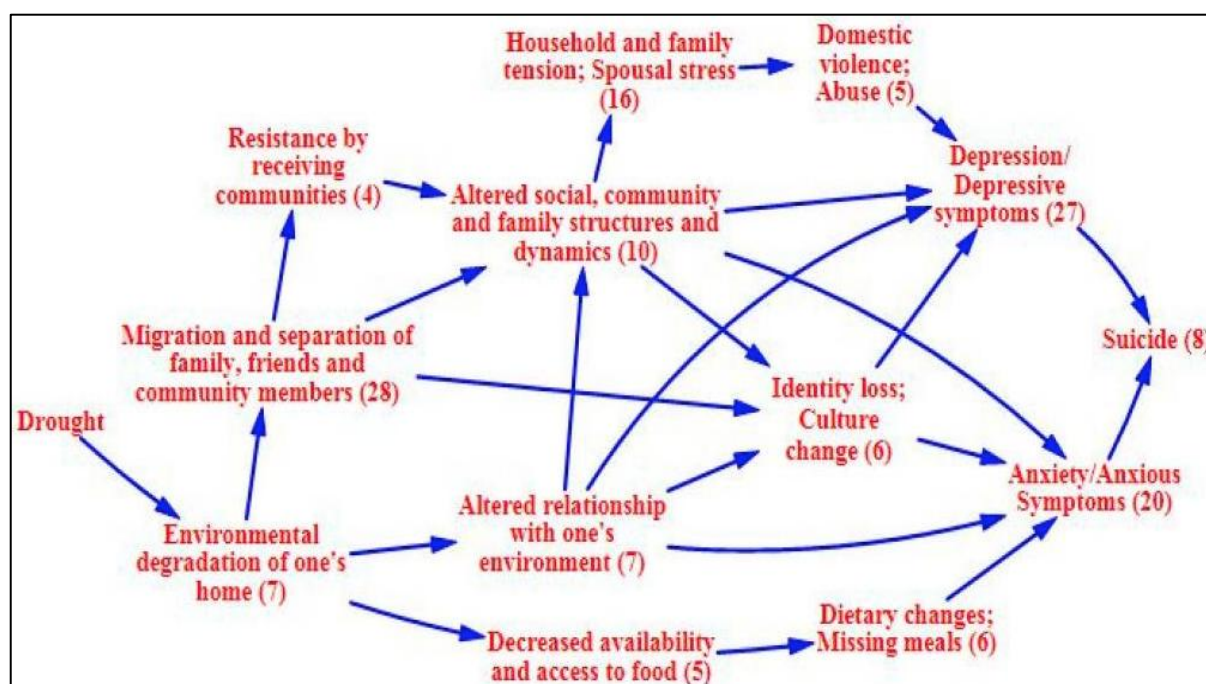 Household and family
tension; Spousal stress
(16)
Domestic
violence;
Abuse (5)
Resistance by
receiving
communities (4)
Altered social, community
and family structures and
dynamics (10)
Depression/
Depressive
symptoms (27)
Migration and separation of
family, friends and
community members (28)
Suicide (8)
Identity loss;
Culture
change (6)
Drought
Anxiety/Anxious
Symptoms (20)
Environmental
degradation of one's
home (7)
Altered relationship
with one's
environment (7)
Decreased availability
and access to food (5)
Dietary changes;
Missing meals (6)